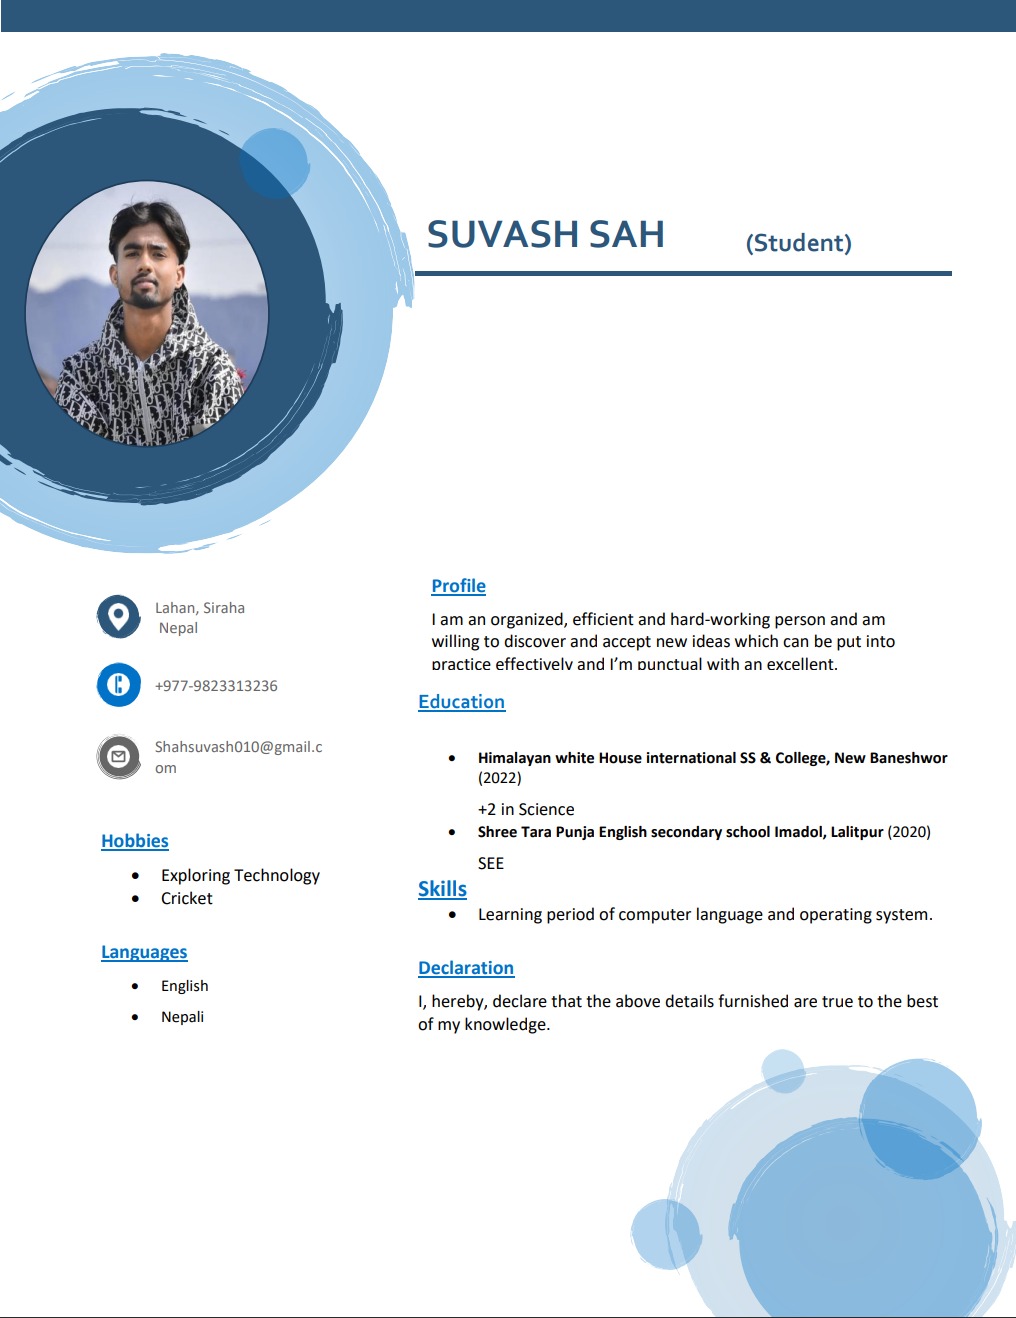 SUVASH SAH (Student)
Lahan, Siraha
Nepal
+977-9823313236
Shahsuvash010@gmail.c
om
Hobbies
• Exploring Technology
• Cricket
Languages
• English
• Nepali
Profile
I am an organized, efficient and hard-working person and am
willing to discover and accept new ideas which can be put into
practice effectively and I’m punctual with an excellent.
Education
• Himalayan white House international SS & College, New Baneshwor
(2022)
+2 in Science
• Shree Tara Punja English secondary school Imadol, Lalitpur (2020)
SEE
Skills
• Learning period of computer language and operating system.
Declaration
I, hereby, declare that the above details furnished are true to the best
of my knowledge.